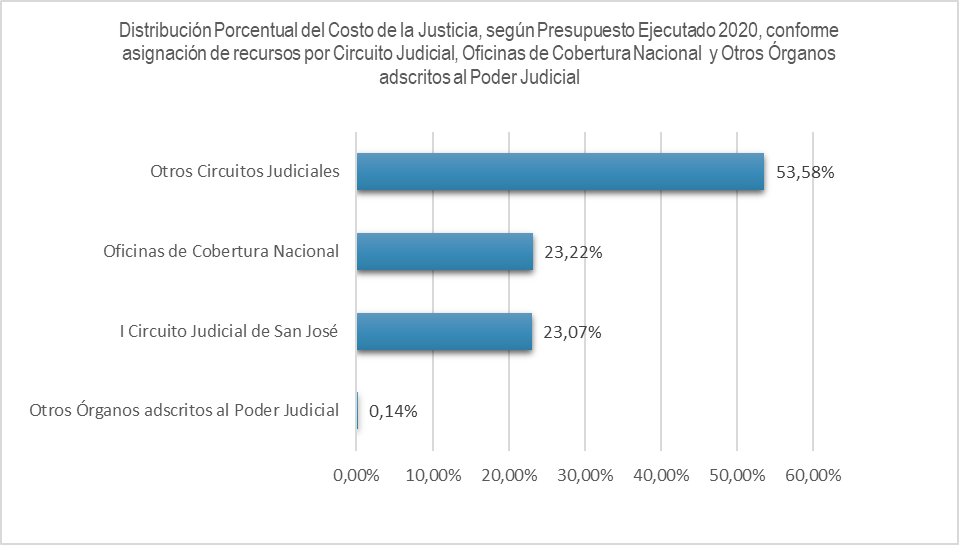 Distribución Porcentual del Costo de la Justicia, según Presupuesto Ejecutado 2020, conforme
asignación de recursos por Circuito Judicial, Oficinas de Cobertura Nacional y Otros Órganos
adscritos al Poder Judicial
Otros Circuitos Judiciales
53,58%
Oficinas de Cobertura Nacional
23,22%
I Circuito Judicial de San José
23,07%
Otros Órganos adscritos al Poder Judicial
0,14%
0,00% 10,00% 20,00% 30,00% 40,00% 50,00% 60,00%